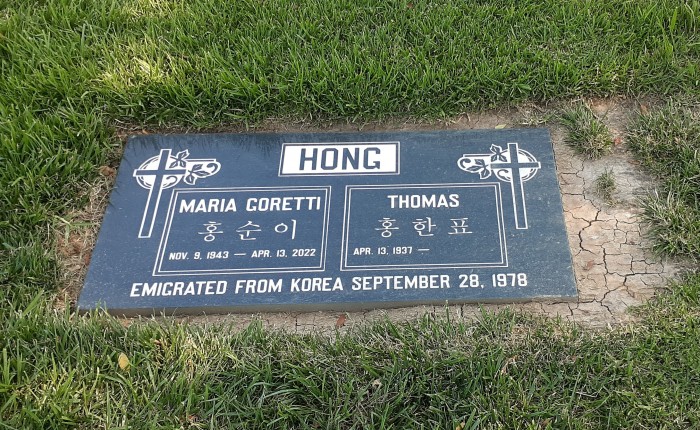 HONG
MARIA GORETTI
홍순이
NOV. 9, 1943 — APR. 13, 2022
THOMAS
홍한표
APR. 13, 1937 —
EMIGRATED FROM KOREA SEPTEMBER 28, 1978